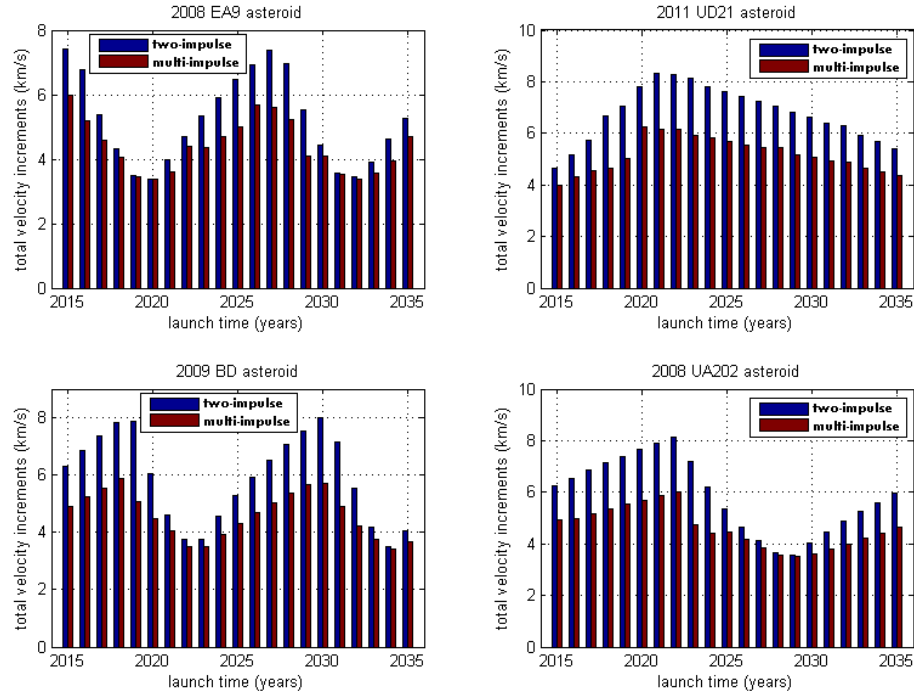 2008 EA9 asteroid
total velocity increments (km/s)
8
6
4
2
0
two-impulse
multi-impulse
2015 2020 2025 2030 2035
launch time (years)
2011 UD21 asteroid
total velocity increments (km/s)
10
8
6
4
2
0
two-impulse
multi-impulse
2015 2020 2025 2030 2035
launch time (years)
2009 BD asteroid
total velocity increments (km/s)
8
6
4
2
0
two-impulse
multi-impulse
2015 2020 2025 2030 2035
launch time (years)
2008 UA202 asteroid
total velocity increments (km/s)
10
8
6
4
2
0
two-impulse
multi-impulse
2015 2020 2025 2030 2035
launch time (years)